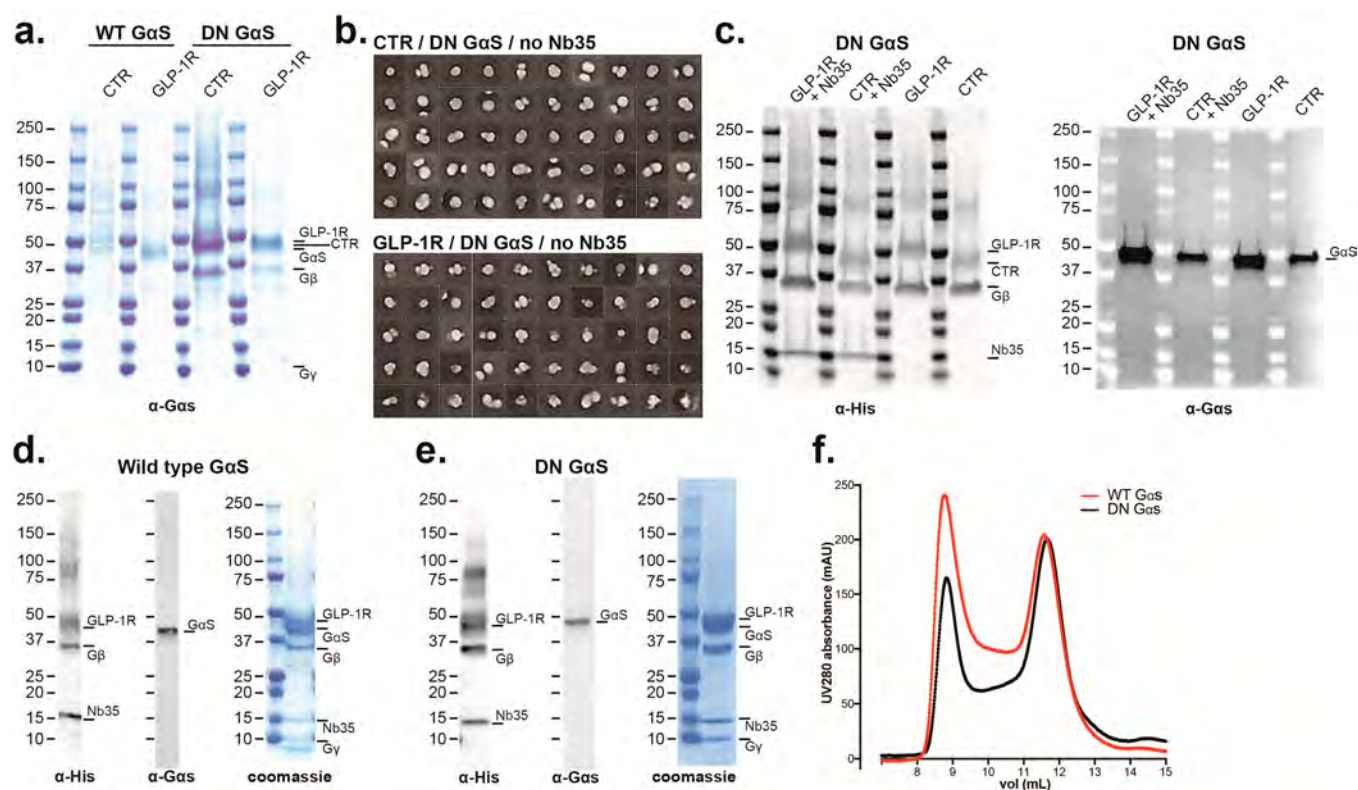 a.
WT GαS DN GαS
CTR
GLP-1R
CTR
GLP-1R
250
150
100
75
50
37
25
20
15
10
GLP-1R
CTR
GαS
Gβ
Gγ
α-Gαs
b.
CTR / DN GαS / no Nb35
GLP-1R / DN GαS / no Nb35
c.
DN GαS
GLP-1R
+ Nb35
CTR
+ Nb35
GLP-1R
CTR
250
150
100
75
50
37
25
20
15
10
GLP-1R
CTR
Gβ
Nb35
α-His
DN GαS
GLP-1R
+ Nb35
CTR
+ Nb35
GLP-1R
CTR
250
150
100
75
50
37
25
20
15
10
GαS
α-Gαs
d.
Wild type GαS
250
150
100
75
50
37
25
20
15
10
GLP-1R
Gβ
Nb35
α-His
GαS
α-Gαs
250
150
100
75
50
37
25
20
15
10
GLP-1R
GαS
Gβ
Nb35
Gγ
coomassie
e.
DN GαS
250
150
100
75
50
37
25
20
15
10
GLP-1R
Gβ
Nb35
α-His
GαS
α-Gαs
250
150
100
75
50
37
25
20
15
10
GLP-1R
GαS
Gβ
Nb35
Gγ
coomassie
f.
WT Gαs
DN Gαs
UV280 absorbance (mAU)
250
200
150
100
50
0
8 9 10 11 12 13 14 15
vol (mL)